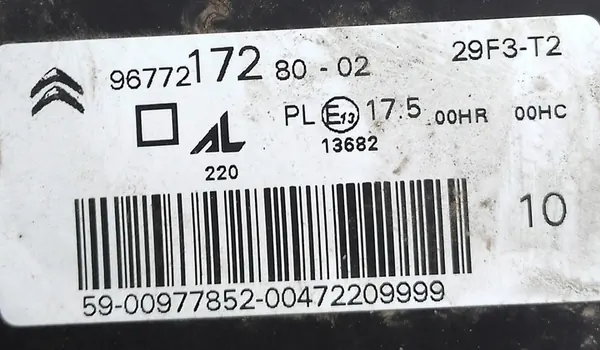 96772172 80 - 02 29F3-T2
PL E13 17.5 .00HR 00HC
AL 13682
220
10
59-00977852-00472209999